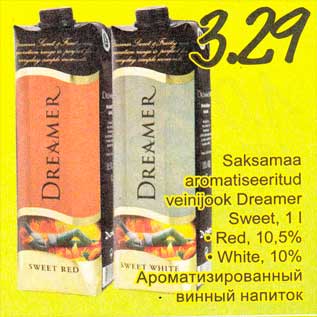 3.29
DREAMER
SWEET RED
DREAMER
SWEET WHITE
Saksamaa
aromatiseeritud
veinijook Dreamer
Sweet, 1 l
• Red, 10,5%
• White, 10%
Ароматизированный
винный напиток